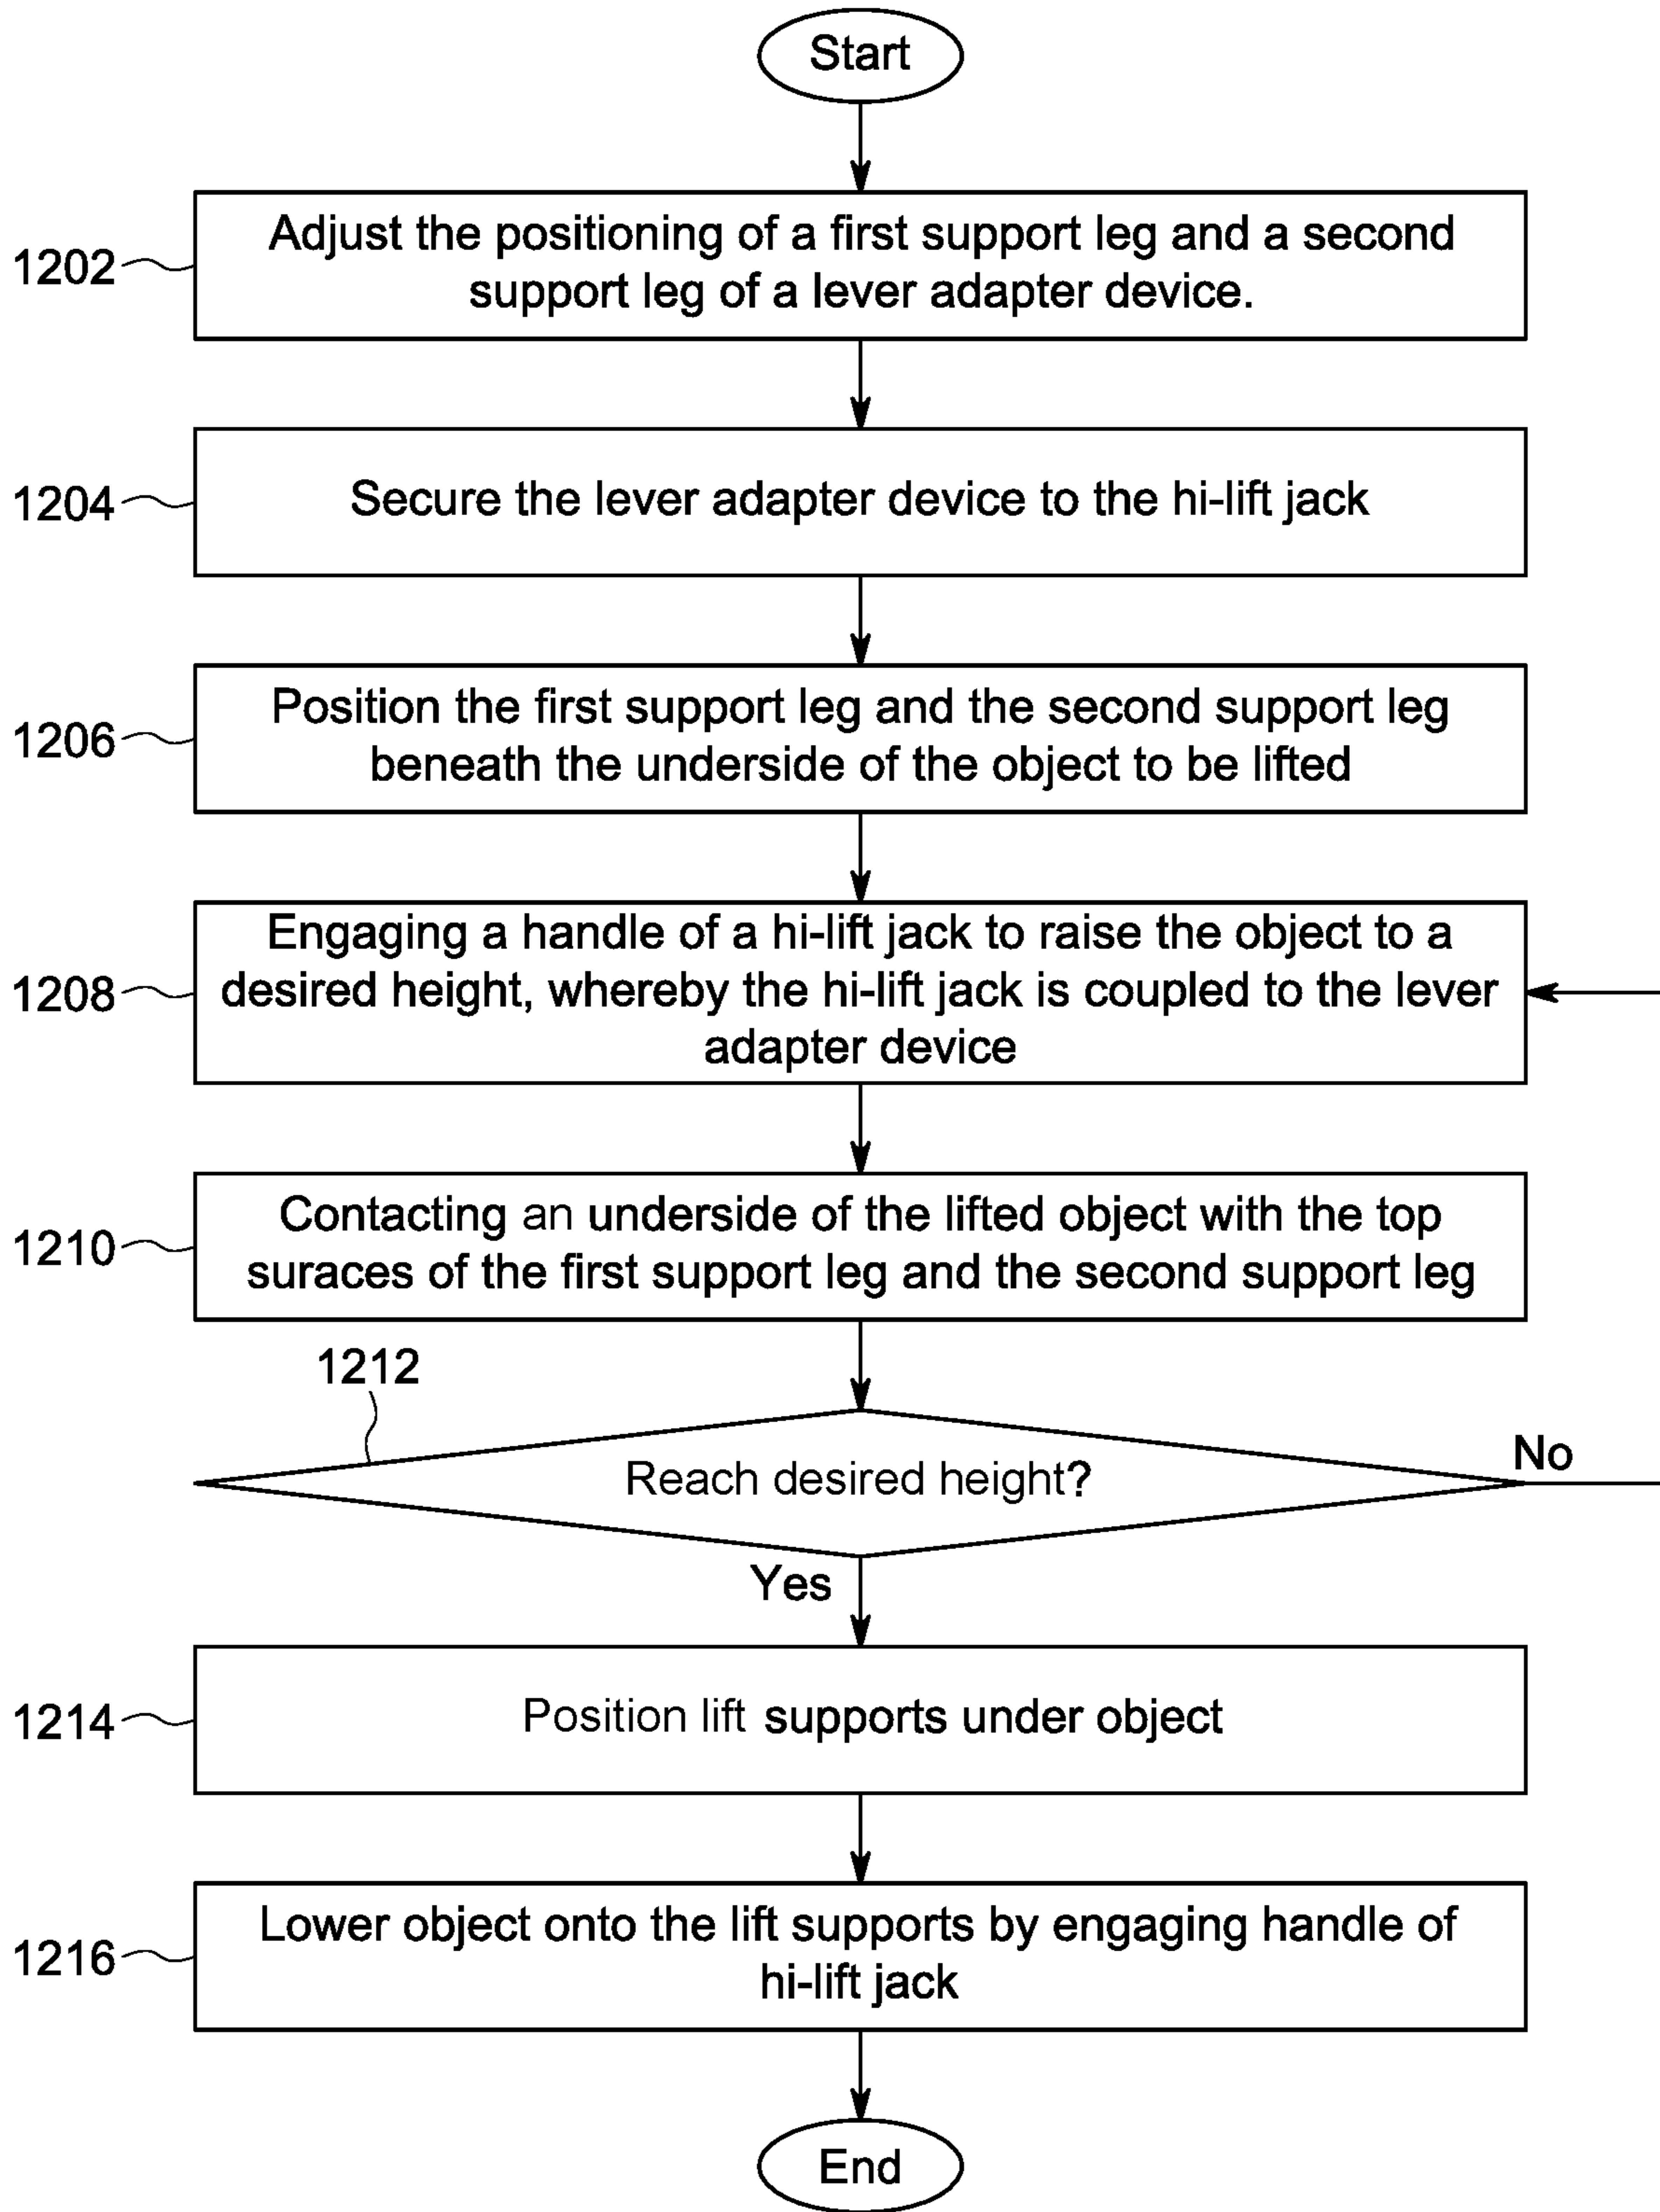 Start
1202
Adjust the positioning of a first support leg and a second
support leg of a lever adapter device.
1204
Secure the lever adapter device to the hi-lift jack
1206
Position the first support leg and the second support leg
beneath the underside of the object to be lifted
1208
Engaging a handle of a hi-lift jack to raise the object to a
desired height, whereby the hi-lift jack is coupled to the lever
adapter device
1210
Contacting an underside of the lifted object with the top
suraces of the first support leg and the second support leg
1212
Reach desired height?
No
Yes
1214
Position lift supports under object
1216
Lower object onto the lift supports by engaging handle of
hi-lift jack
End